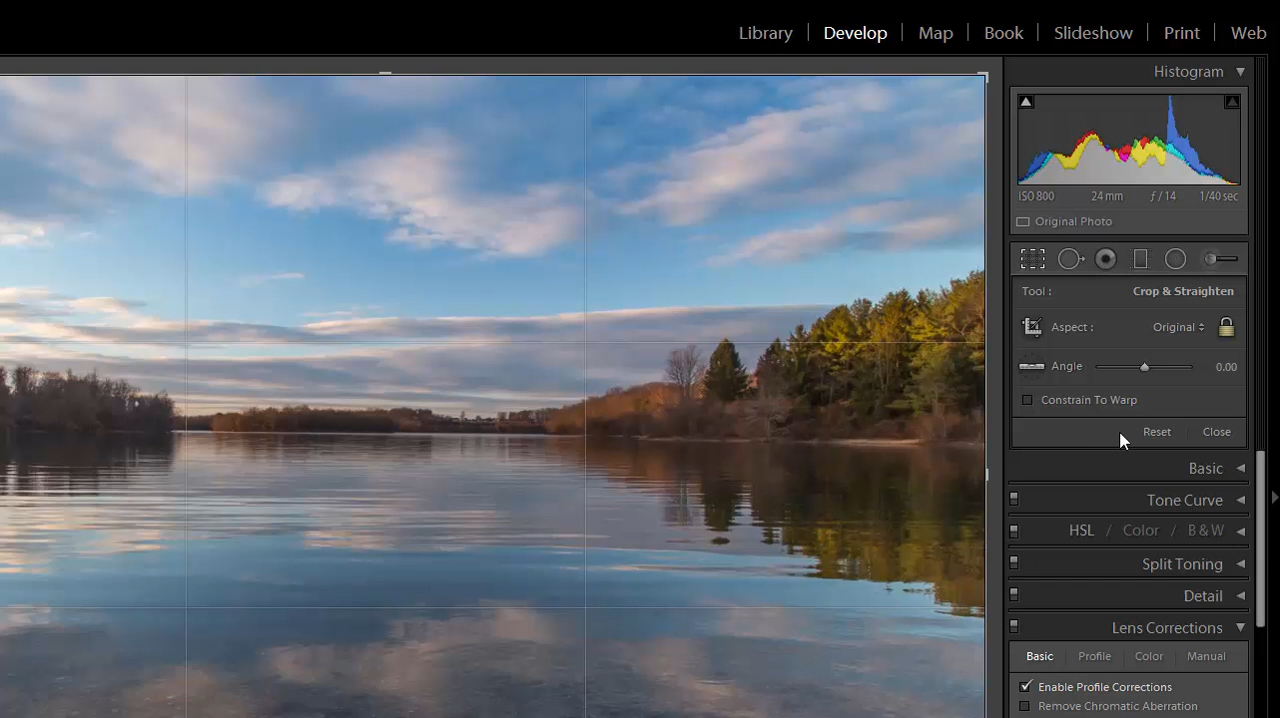 Library | Develop | Map | Book | Slideshow | Print | Web
Histogram
ISO 800 24 mm ƒ / 14 1/40 sec
Original Photo
Tool : Crop & Straighten
Aspect : Original
Angle 0.00
Constrain To Warp
Reset Close
Basic
Tone Curve
HSL / Color / B & W
Split Toning
Detail
Lens Corrections
Basic Profile Color Manual
Enable Profile Corrections
Remove Chromatic Aberration